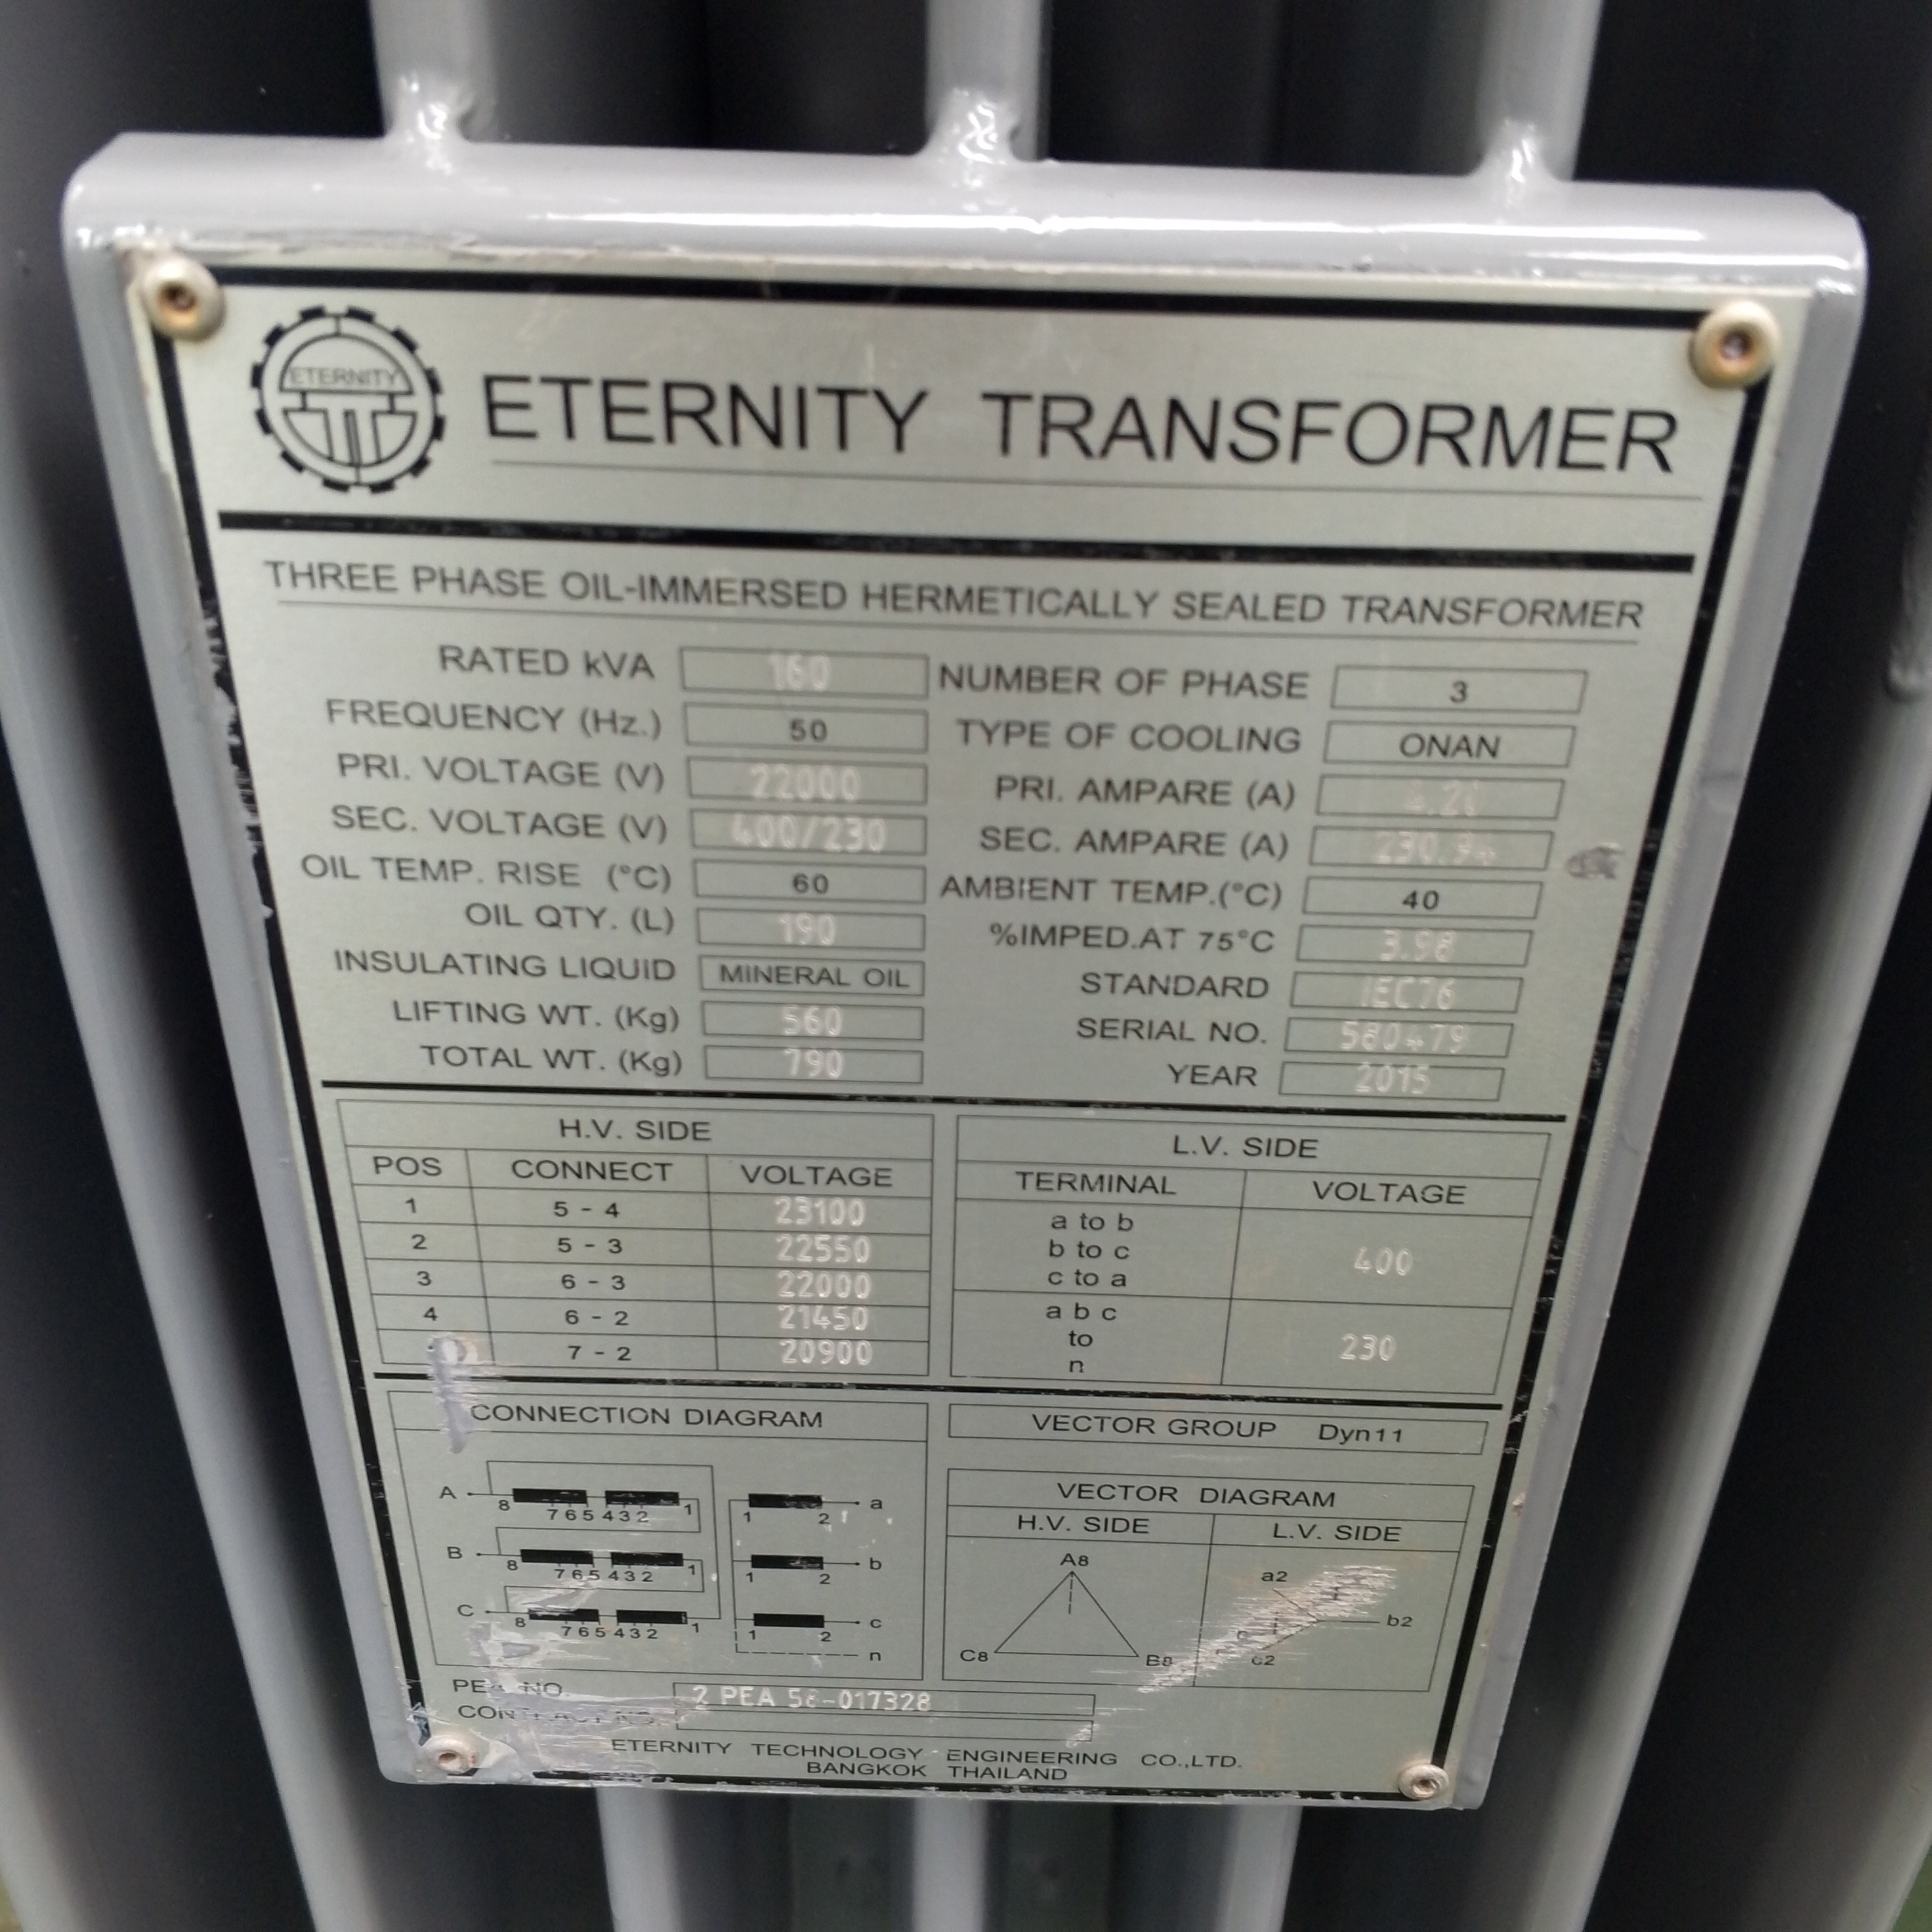 ETERNITY
ETERNITY TRANSFORMER
THREE PHASE OIL-IMMERSED HERMETICALLY SEALED TRANSFORMER
RATED kVA 160 NUMBER OF PHASE 3
FREQUENCY (Hz.) 50 TYPE OF COOLING ONAN
PRI. VOLTAGE (V) 22000 PRI. AMPARE (A)
SEC. VOLTAGE (V) 400/230 SEC. AMPARE (A) 230.94
OIL TEMP. RISE (°C) 60 AMBIENT TEMP.(°C) 40
OIL QTY. (L) 190 %IMPED.AT 75°C 3.98
INSULATING LIQUID MINERAL OIL STANDARD IEC76
LIFTING WT. (Kg) 560 SERIAL NO. 580479
TOTAL WT. (Kg) 790 YEAR 2015
H.V. SIDE
POS CONNECT VOLTAGE
1 5 - 4 23100
2 5 - 3 22550
3 6 - 3 22000
4 6 - 2 21450
7 - 2 20900
L.V. SIDE
TERMINAL VOLTAGE
a to b
b to c
c to a
400
a b c
to
n
230
CONNECTION DIAGRAM
A 8 7 6 5 4 3 2 1 1 2 a
B 8 7 6 5 4 3 2 1 1 2 b
C 8 7 6 5 4 3 2 1 1 2 c
n
VECTOR GROUP Dyn11
VECTOR DIAGRAM
H.V. SIDE L.V. SIDE
A8 a2
b2
C8 B8 c2
NO. 2 PEA
ETERNITY TECHNOLOGY ENGINEERING CO.,LTD.
BANGKOK THAILAND